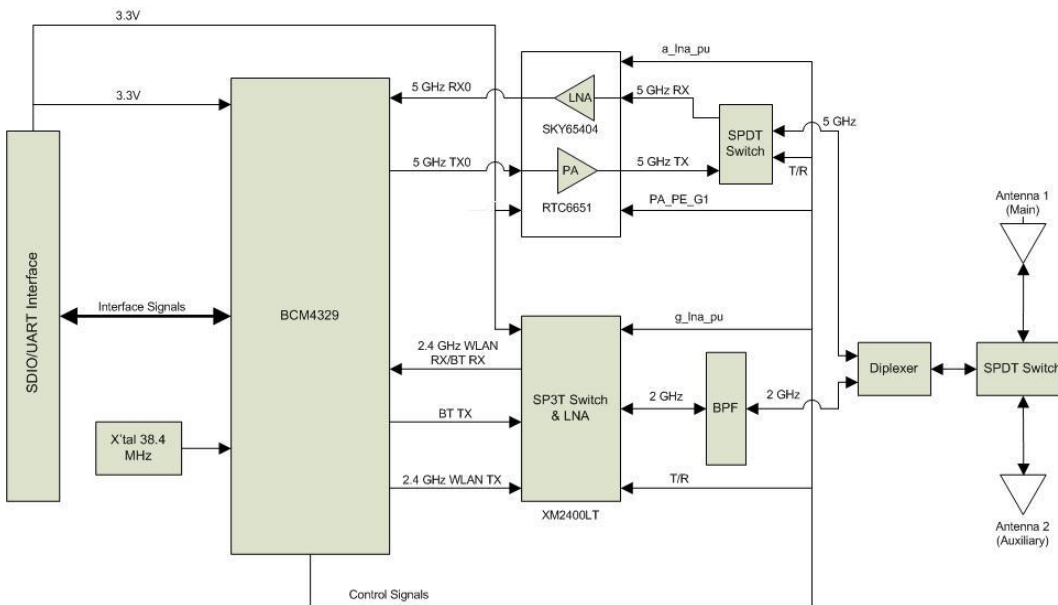 3.3V
a_lna_pu
5 GHz RX0
LNA
5 GHz RX
3.3V
SKY65404
SPDT
Switch
5 GHz
5 GHz TX0
PA
5 GHz TX
T/R
RTC6651
PA_PE_G1
Antenna 1
(Main)
SDIO/UART Interface
Interface Signals
BCM4329
g_lna_pu
2.4 GHz WLAN
RX/BT RX
SP3T Switch
& LNA
2 GHz
BPF
2 GHz
Diplexer
SPDT Switch
BT TX
X'tal 38.4
MHz
2.4 GHz WLAN TX
T/R
XM2400LT
Antenna 2
(Auxiliary)
Control Signals